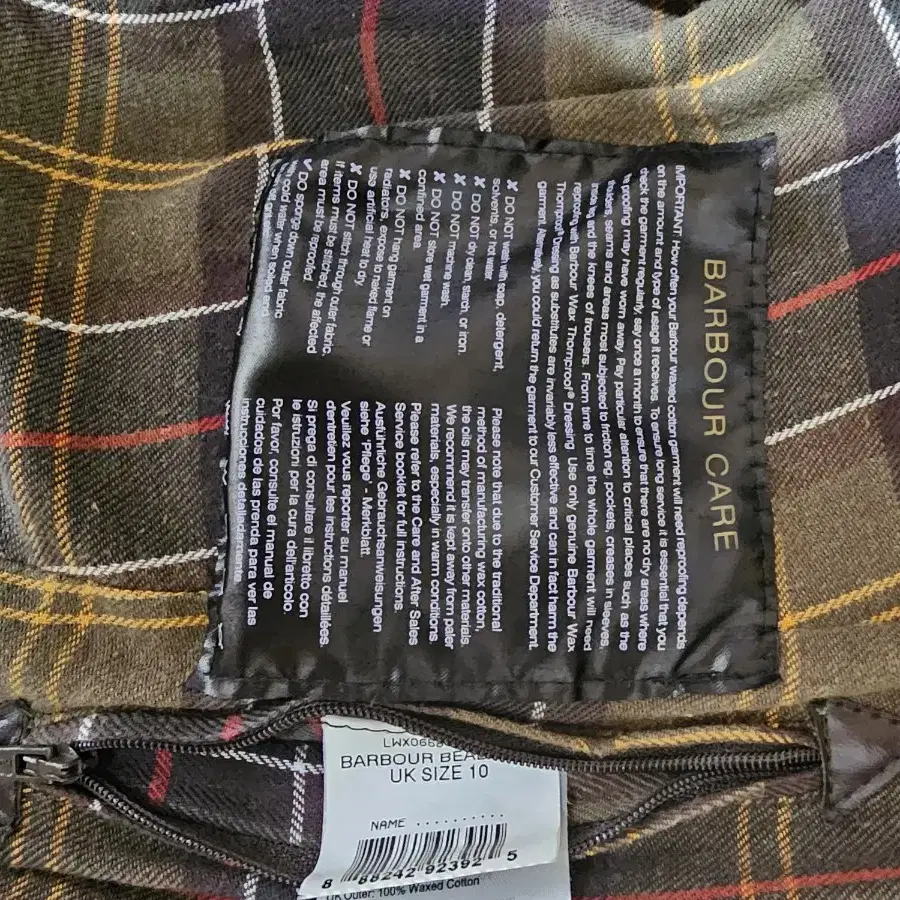 BARBOUR CARE
IMPORTANT: How often your Barbour waxed cotton garment will need reproofing depends
on the amount and type of usage it receives. To ensure long service it is essential that you
check the garment regularly, say once a month to ensure that there are no dry areas where
proofing may have worn away. Pay particular attention to critical places such as the
seams and areas most subjected to friction eg, pockets, creases in sleeves,
and the knees of trousers. From time to time the whole garment will need
reproofing with Barbour Wax Thornproof® Dressing. Use only genuine Barbour Wax
Thornproof Dressing as substitutes are invariably less effective and can in fact harm the
garment. Alternatively, you could return the garment to our Customer Service Department.
✘ DO NOT wash with soap, detergent,
solvents, or hot water
✘ DO NOT dry clean, starch, or iron.
✘ DO NOT machine wash.
✘ DO NOT store wet garment in a
confined area.
✘ DO NOT hang garment on
radiators, expose to naked flame or
use artificial heat to dry.
✘ DO NOT stitch through outer fabric.
If items must be stitched, the affected
area must be reproofed.
✔ DO sponge down outer fabric
cold water when soiled and
Please note that due to the traditional
method of manufacturing wax cotton,
the oils may transfer onto other materials.
We recommend it is kept away from paler
materials, especially in warm conditions.
Please refer to the Care and After Sales
Service booklet for full instructions.
Ausführliche Gebrauchsanweisungen
siehe 'Pflege' - Merkblatt.
Veuillez vous reporter au manuel
d'entretien pour les instructions détaillées.
Si prega di consultare il libretto con
le istruzioni per la cura dell'articolo
Por favor, consulte el manual de
cuidados de las prenda para ver las
instrucciones detalladamente
BARBOUR
UK SIZE 10
NAME ..........
8 88242 92392 5
UK Outer: 100% Waxed Cotton